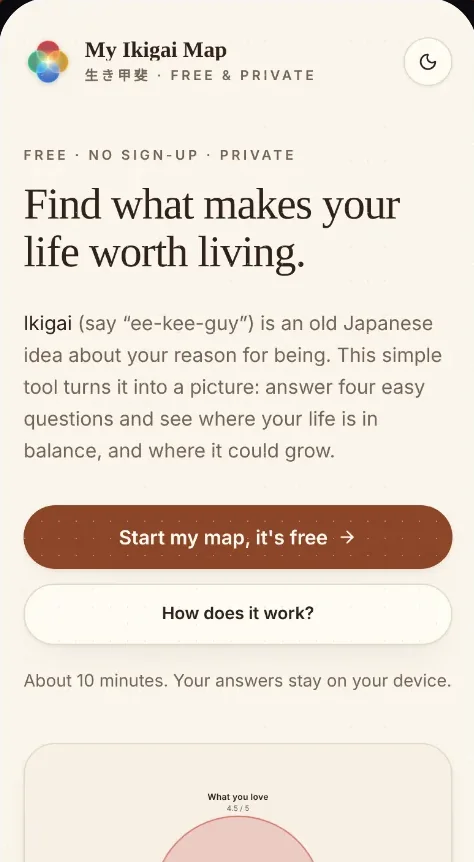 My Ikigai Map
生き甲斐 · FREE & PRIVATE
FREE · NO SIGN-UP · PRIVATE
Find what makes your
life worth living.
Ikigai (say “ee-kee-guy”) is an old Japanese
idea about your reason for being. This simple
tool turns it into a picture: answer four easy
questions and see where your life is in
balance, and where it could grow.
Start my map, it's free →
How does it work?
About 10 minutes. Your answers stay on your device.
What you love
4.5 / 5